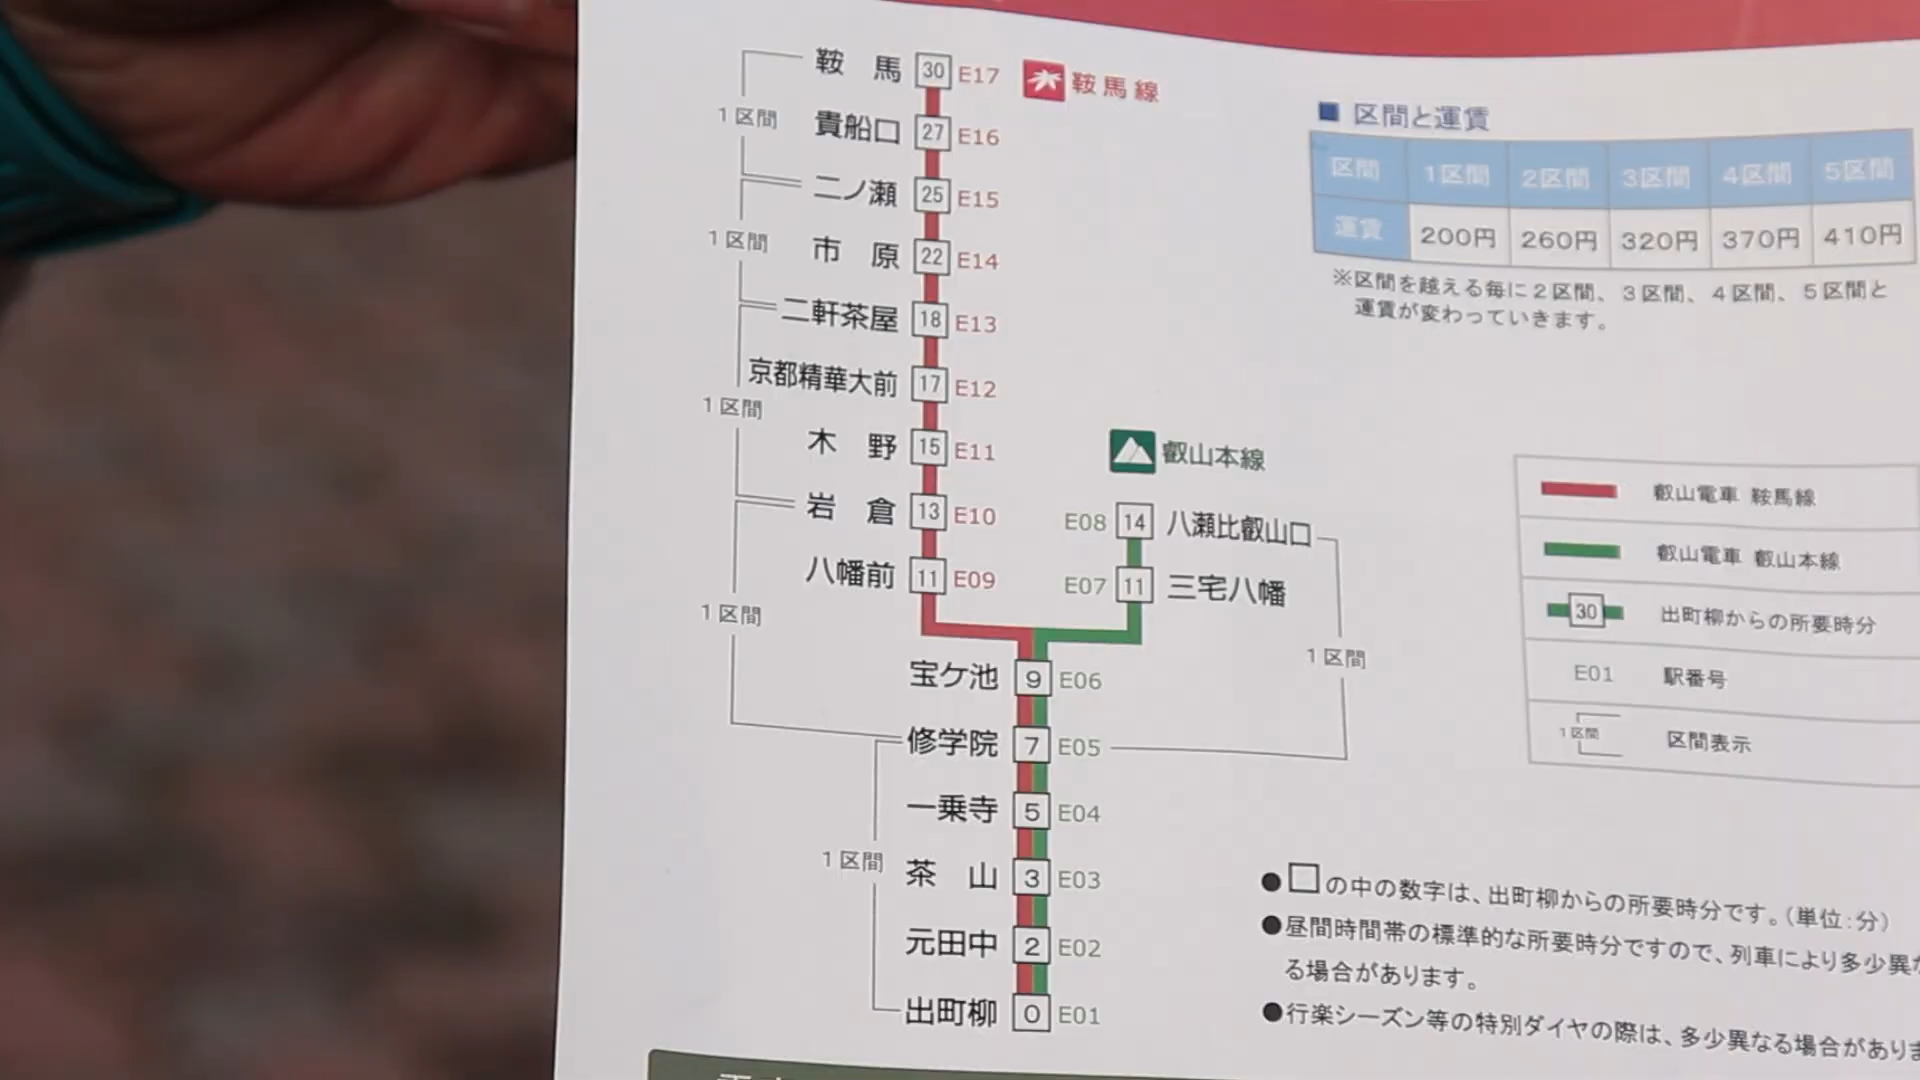 鞍馬 30 E17 鞍馬線
1区間
貴船口 27 E16
二ノ瀬 25 E15
1区間
市原 22 E14
二軒茶屋 18 E13
京都精華大前 17 E12
1区間
木野 15 E11
岩倉 13 E10
八幡前 11 E09
1区間
叡山本線
E08 14 八瀬比叡山口
E07 11 三宅八幡
1区間
宝ケ池 9 E06
修学院 7 E05
一乗寺 5 E04
1区間
茶山 3 E03
元田中 2 E02
出町柳 0 E01
■ 区間と運賃
区間 1区間 2区間 3区間 4区間 5区間
運賃 200円 260円 320円 370円 410円
※区間を越える毎に2区間、3区間、4区間、5区間と
運賃が変わっていきます。
叡山電車 鞍馬線
叡山電車 叡山本線
30 出町柳からの所要時分
E01 駅番号
1区間 区間表示
●□の中の数字は、出町柳からの所要時分です。(単位:分)
●昼間時間帯の標準的な所要時分ですので、列車により多少異な
る場合があります。
●行楽シーズン等の特別ダイヤの際は、多少異なる場合がありま